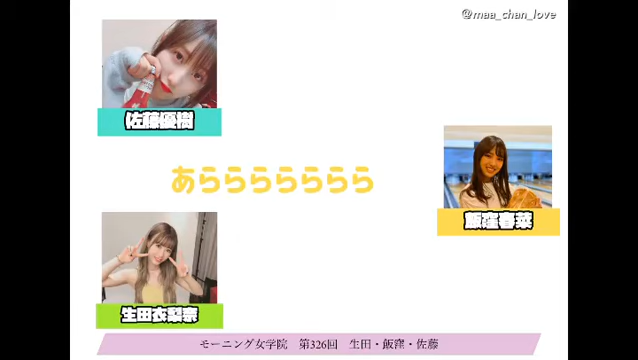 @maa_chan_love
佐藤優樹
あらららららららら
飯窪春菜
生田衣梨奈
モーニング女学院 第326回 生田・飯窪・佐藤